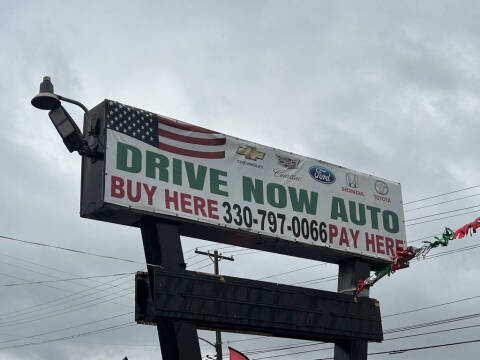 CHEVROLET Cadillac Ford HONDA TOYOTA
DRIVE NOW AUTO
BUY HERE 330-797-0066 PAY HERE